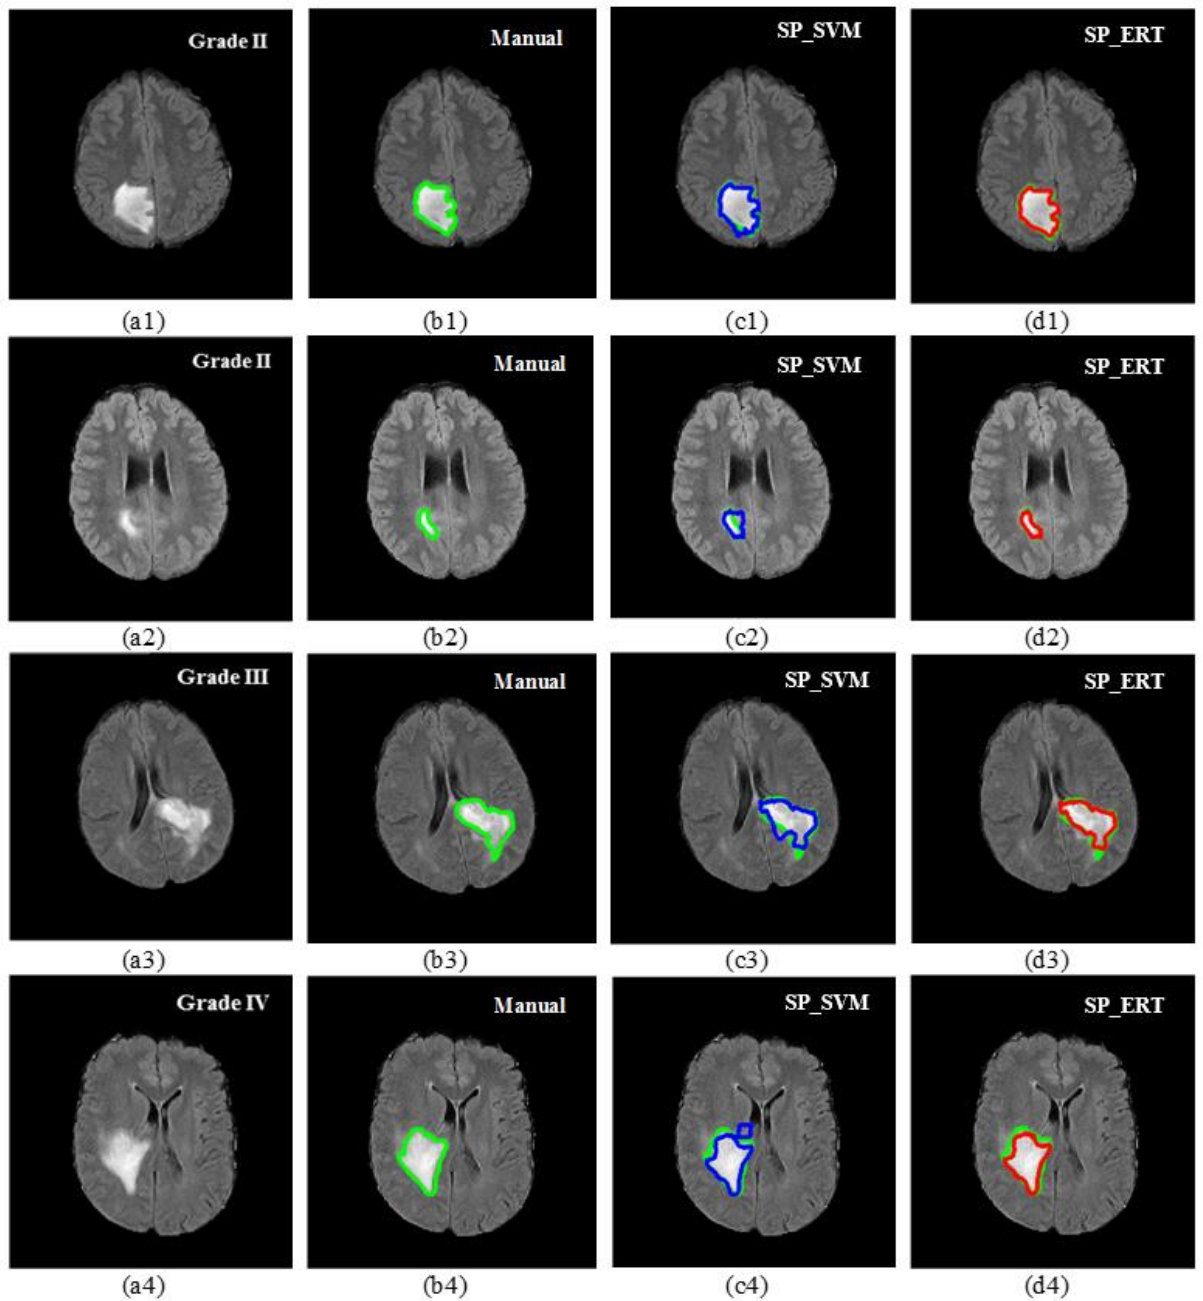 Grade II Manual SP_SVM SP_ERT
(a1) (b1) (c1) (d1)
Grade II Manual SP_SVM SP_ERT
(a2) (b2) (c2) (d2)
Grade III Manual SP_SVM SP_ERT
(a3) (b3) (c3) (d3)
Grade IV Manual SP_SVM SP_ERT
(a4) (b4) (c4) (d4)